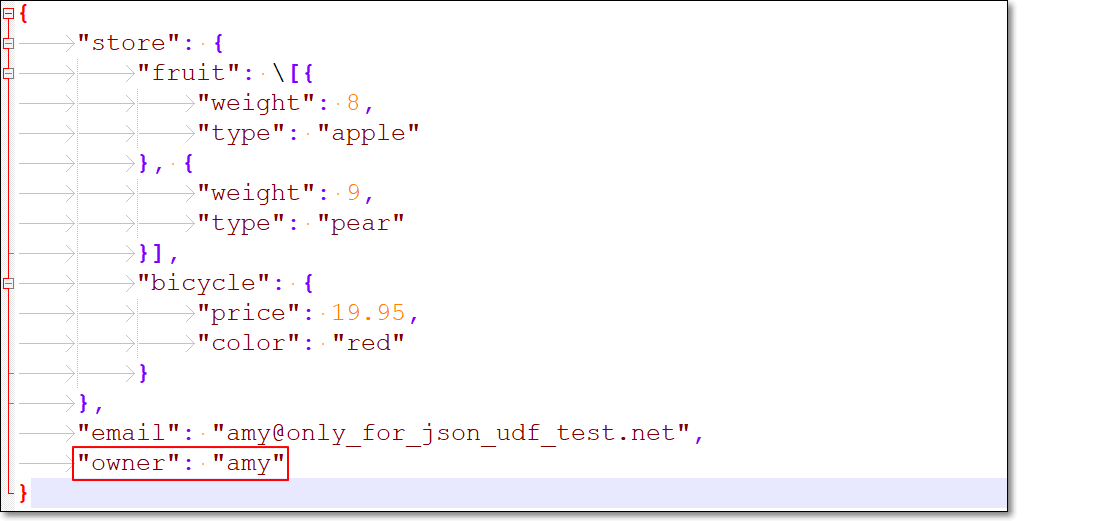 {
"store": {
"fruit": \[{
"weight": 8,
"type": "apple"
}, {
"weight": 9,
"type": "pear"
}],
"bicycle": {
"price": 19.95,
"color": "red"
}
},
"email": "amy@only_for_json_udf_test.net",
"owner": "amy"
}